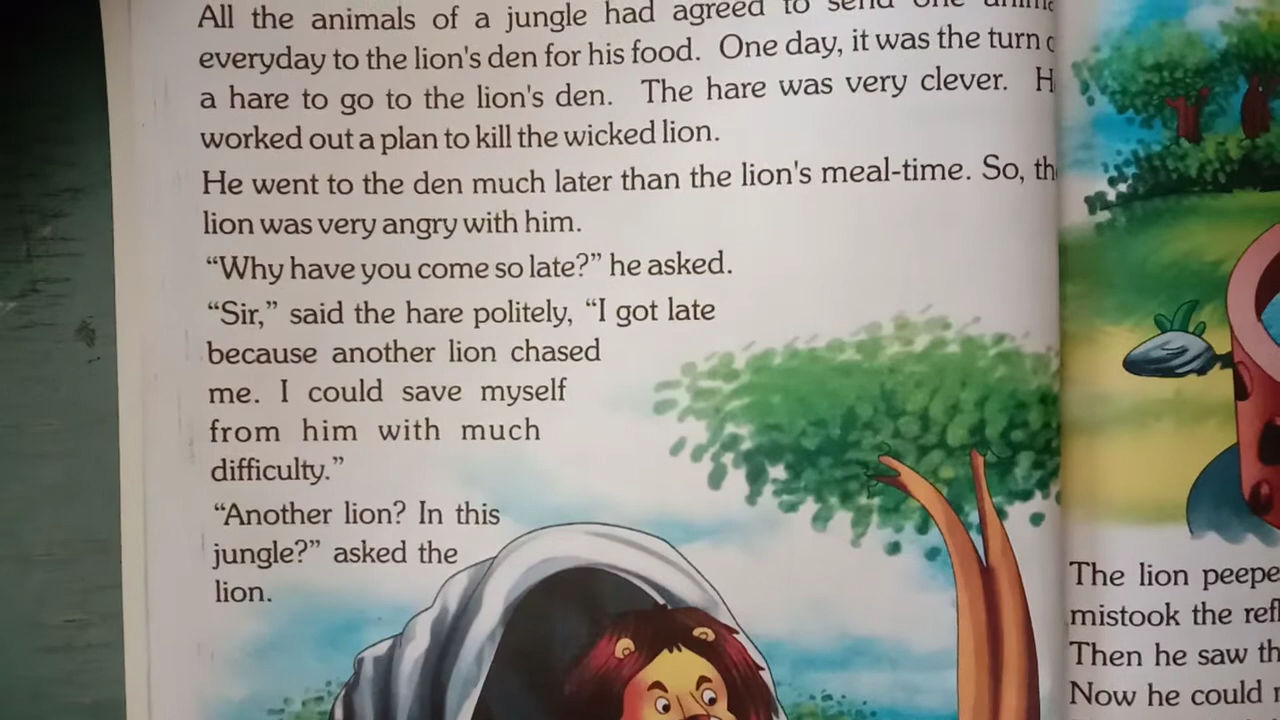 All the animals of a jungle had agreed to send one
everyday to the lion's den for his food. One day, it was the turn
a hare to go to the lion's den. The hare was very clever.
worked out a plan to kill the wicked lion.
He went to the den much later than the lion's meal-time. So,
lion was very angry with him.
“Why have you come so late?” he asked.
“Sir,” said the hare politely, “I got late
because another lion chased
me. I could save myself
from him with much
difficulty.”
“Another lion? In this
jungle?” asked the
lion.
The lion
mistook the
Then he saw
Now he could